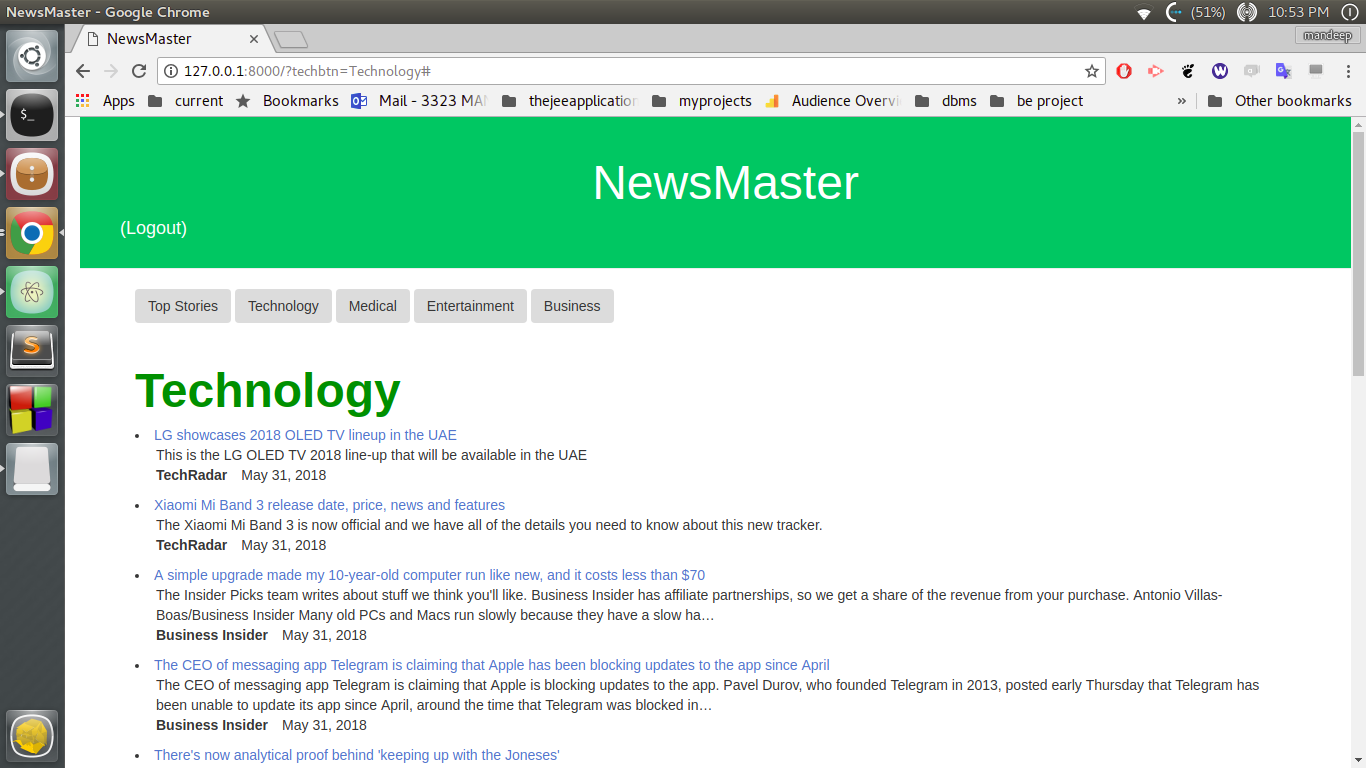 NewsMaster - Google Chrome
(51%) 10:53 PM
NewsMaster
mandeep
127.0.0.1:8000/?techbtn=Technology#
Apps current Bookmarks Mail - 3323 MAN thejeeapplication myprojects Audience Overvi dbms be project » Other bookmarks
NewsMaster
(Logout)
Top Stories Technology Medical Entertainment Business
Technology
• LG showcases 2018 OLED TV lineup in the UAE
This is the LG OLED TV 2018 line-up that will be available in the UAE
TechRadar May 31, 2018
• Xiaomi Mi Band 3 release date, price, news and features
The Xiaomi Mi Band 3 is now official and we have all of the details you need to know about this new tracker.
TechRadar May 31, 2018
• A simple upgrade made my 10-year-old computer run like new, and it costs less than $70
The Insider Picks team writes about stuff we think you'll like. Business Insider has affiliate partnerships, so we get a share of the revenue from your purchase. Antonio Villas-
Boas/Business Insider Many old PCs and Macs run slowly because they have a slow ha…
Business Insider May 31, 2018
• The CEO of messaging app Telegram is claiming that Apple has been blocking updates to the app since April
The CEO of messaging app Telegram is claiming that Apple is blocking updates to the app. Pavel Durov, who founded Telegram in 2013, posted early Thursday that Telegram has
been unable to update its app since April, around the time that Telegram was blocked in…
Business Insider May 31, 2018
• There's now analytical proof behind 'keeping up with the Joneses'